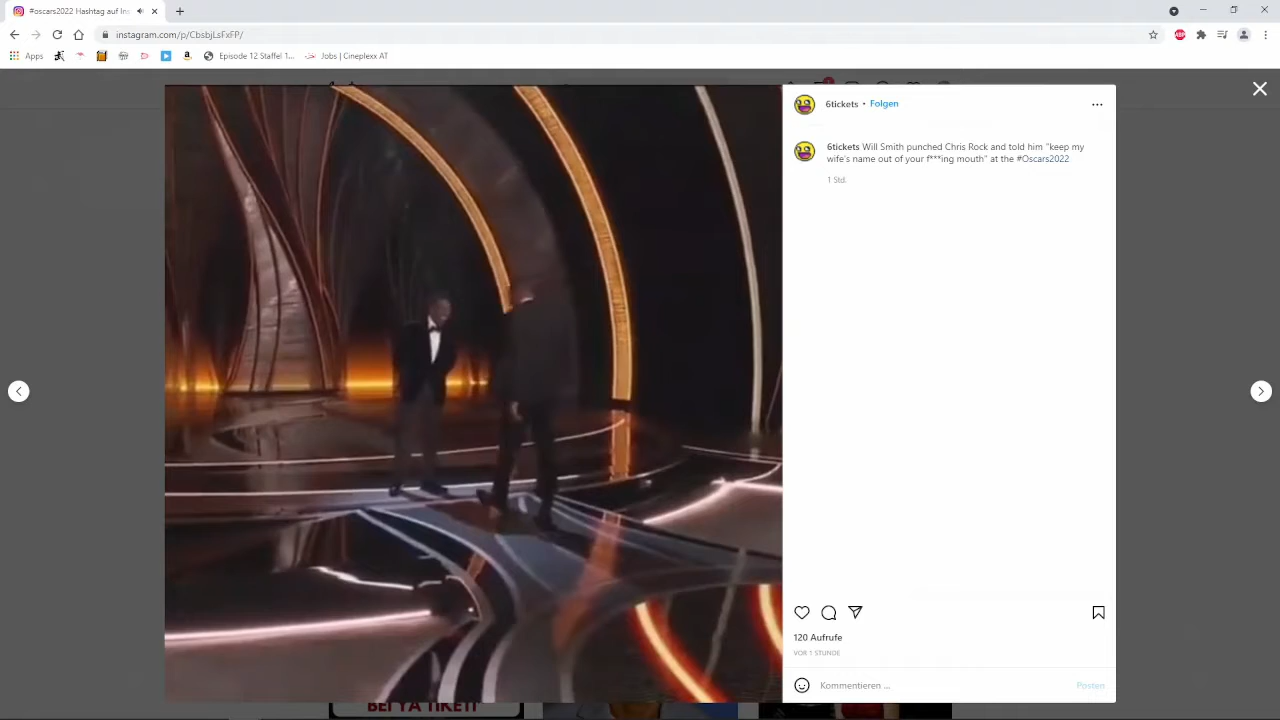 #oscars2022 Hashtag auf Ins
instagram.com/p/CbsbjLsFxFP/
Apps
Episode 12 Staffel 1...
Jobs | Cineplexx AT
6tickets • Folgen
6tickets Will Smith punched Chris Rock and told him "keep my
wife's name out of your f***ing mouth" at the #Oscars2022
1 Std.
120 Aufrufe
VOR 1 STUNDE
Kommentieren ...
Posten